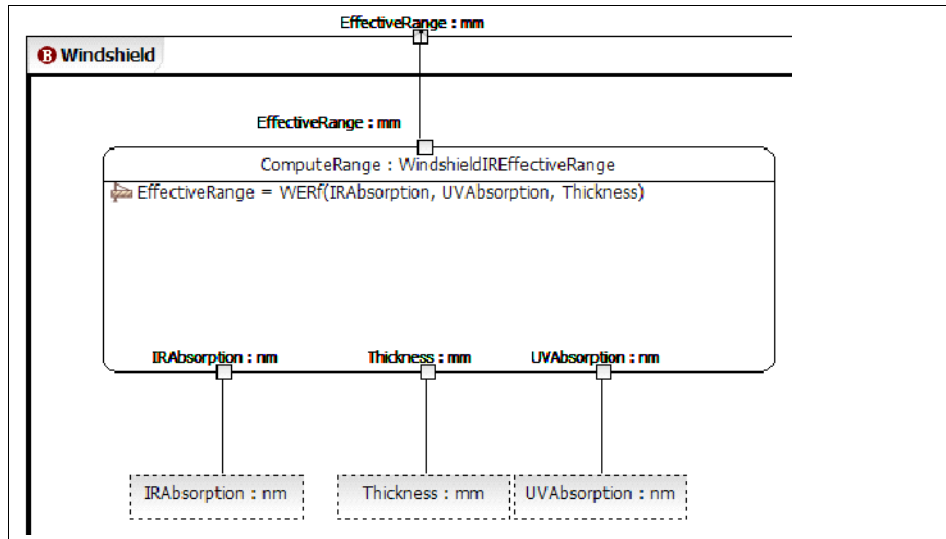 EffectiveRange : mm
B Windshield
EffectiveRange : mm
ComputeRange : WindshieldIREffectiveRange
EffectiveRange = WERf(IRAbsorption, UVAbsorption, Thickness)
IRAbsorption : nm Thickness : mm UVAbsorption : nm
IRAbsorption : nm Thickness : mm UVAbsorption : nm